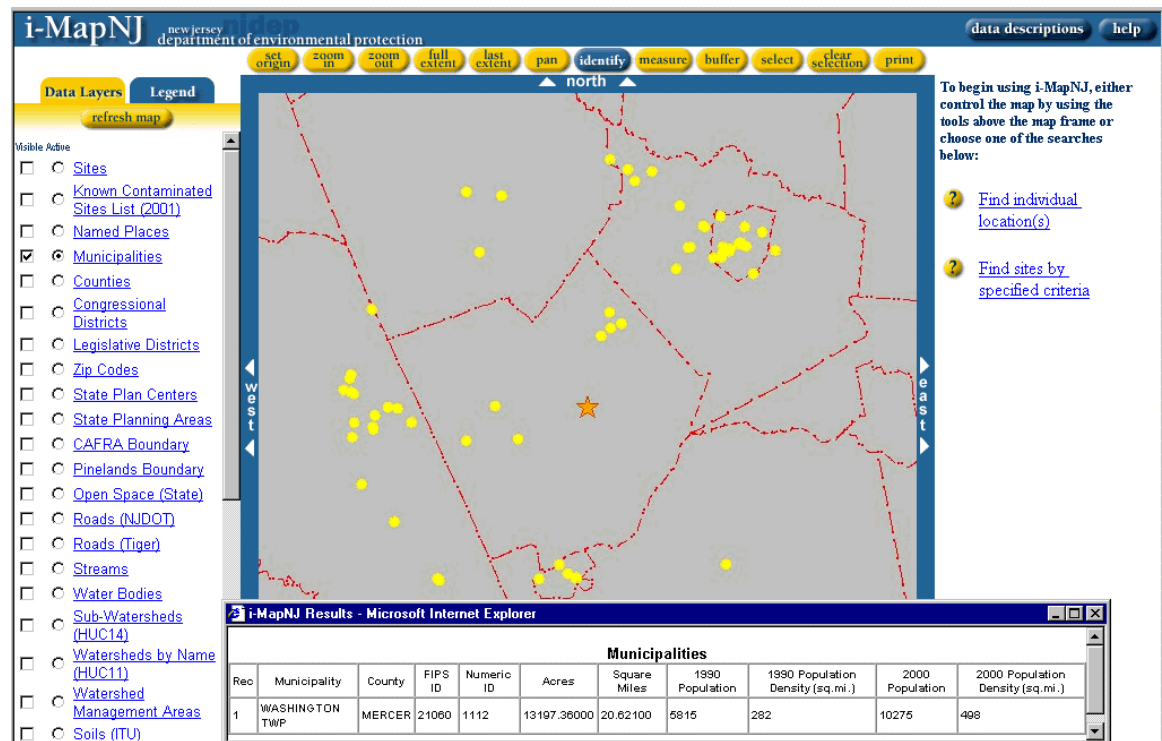 i-MapNJ new jersey njdep
department of environmental protection
data descriptions help
set origin zoom in zoom out full extent last extent pan identify measure buffer select clear selection print
north
Data Layers Legend
refresh map
Visible Active
Sites
Known Contaminated
Sites List (2001)
Named Places
Municipalities
Counties
Congressional
Districts
Legislative Districts
Zip Codes
State Plan Centers
State Planning Areas
CAFRA Boundary
Pinelands Boundary
Open Space (State)
Roads (NJDOT)
Roads (Tiger)
Streams
Water Bodies
Sub-Watersheds
(HUC14)
Watersheds by Name
(HUC11)
Watershed
Management Areas
Soils (ITU)
west
east
To begin using i-MapNJ, either
control the map by using the
tools above the map frame or
choose one of the searches
below:
? Find individual
location(s)
? Find sites by
specified criteria
i-MapNJ Results - Microsoft Internet Explorer
Municipalities
Rec Municipality County FIPS ID Numeric ID Acres Square Miles 1990 Population 1990 Population Density (sq.mi.) 2000 Population 2000 Population Density (sq.mi.)
1 WASHINGTON TWP MERCER 21060 1112 13197.36000 20.62100 5815 282 10275 498